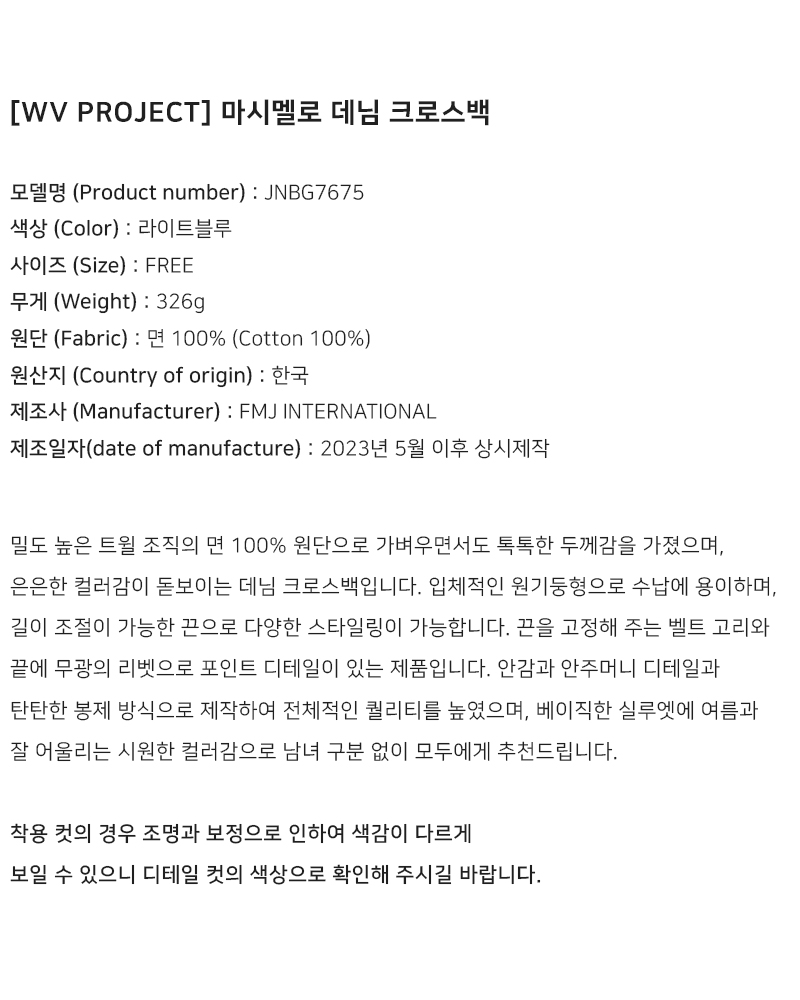 [WV PROJECT] 마시멜로 데님 크로스백
모델명 (Product number) : JNBG7675
색상 (Color) : 라이트블루
사이즈 (Size) : FREE
무게 (Weight) : 326g
원단 (Fabric) : 면 100% (Cotton 100%)
원산지 (Country of origin) : 한국
제조사 (Manufacturer) : FMJ INTERNATIONAL
제조일자(date of manufacture) : 2023년 5월 이후 상시제작
밀도 높은 트윌 조직의 면 100% 원단으로 가벼우면서도 톡톡한 두께감을 가졌으며,
은은한 컬러감이 돋보이는 데님 크로스백입니다. 입체적인 원기둥형으로 수납에 용이하며,
길이 조절이 가능한 끈으로 다양한 스타일링이 가능합니다. 끈을 고정해 주는 벨트 고리와
끝에 무광의 리벳으로 포인트 디테일이 있는 제품입니다. 안감과 안주머니 디테일과
탄탄한 봉제 방식으로 제작하여 전체적인 퀄리티를 높였으며, 베이직한 실루엣에 여름과
잘 어울리는 시원한 컬러감으로 남녀 구분 없이 모두에게 추천드립니다.
착용 컷의 경우 조명과 보정으로 인하여 색감이 다르게
보일 수 있으니 디테일 컷의 색상으로 확인해 주시길 바랍니다.